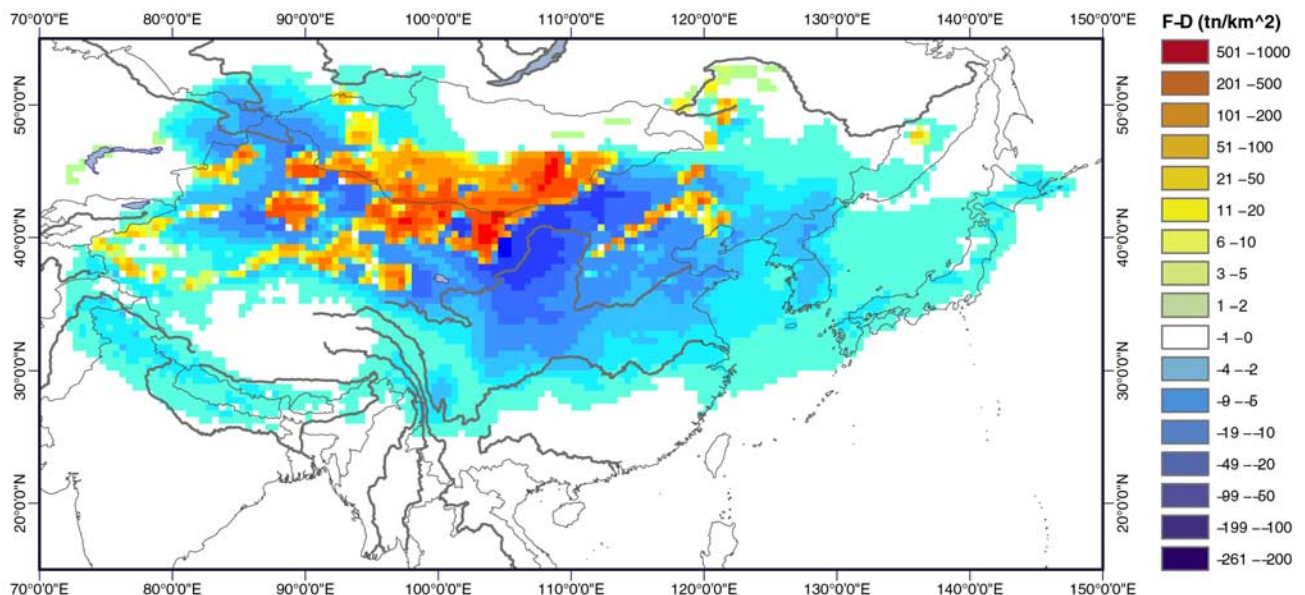 70°0'0"E 80°0'0"E 90°0'0"E 100°0'0"E 110°0'0"E 120°0'0"E 130°0'0"E 140°0'0"E 150°0'0"E
F-D (tn/km^2)
501 –1000
201 –500
101 –200
51 –100
21 –50
11 –20
6 –10
3 –5
1 –2
–1 –0
–4 ––2
–9 ––5
–19 ––10
–49 ––20
–99 ––50
–199 ––100
–261 ––200
50°0'0"N
40°0'0"N
30°0'0"N
20°0'0"N
50°0'0"N
40°0'0"N
30°0'0"N
20°0'0"N
70°0'0"E 80°0'0"E 90°0'0"E 100°0'0"E 110°0'0"E 120°0'0"E 130°0'0"E 140°0'0"E 150°0'0"E